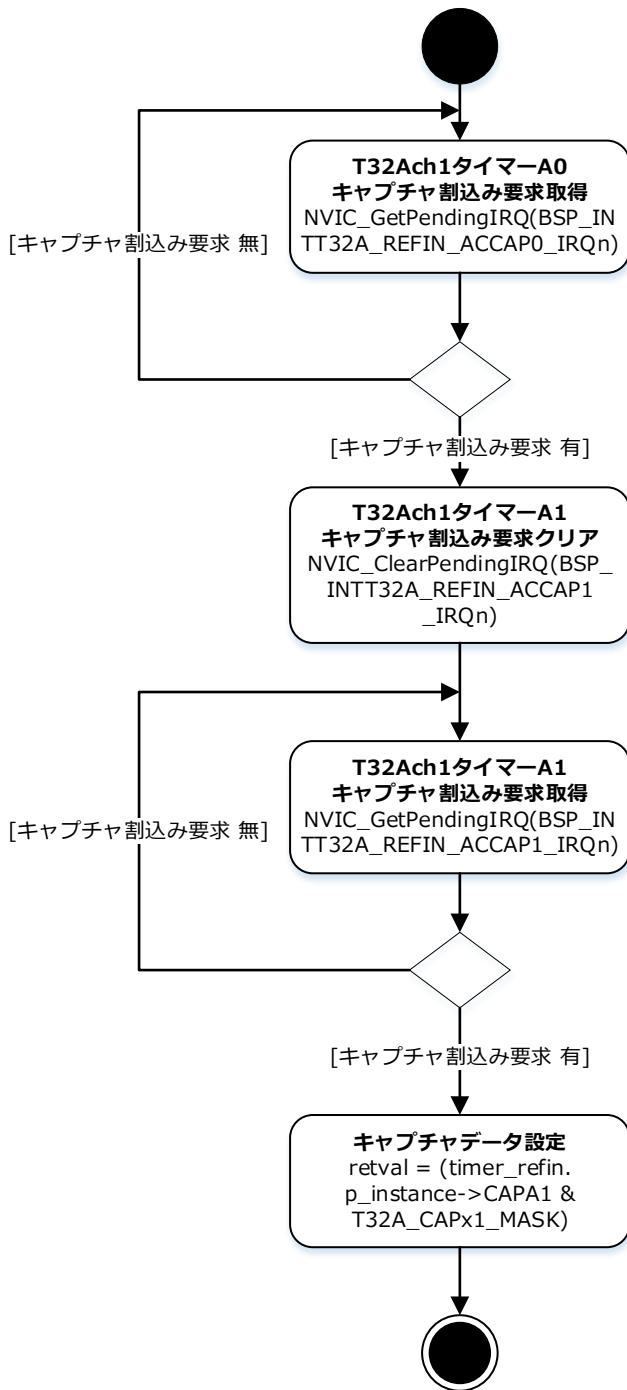 T32Ach1タイマーA0
キャプチャ割込み要求取得
NVIC_GetPendingIRQ(BSP_IN
TT32A_REFIN_ACCAP0_IRQn)
[キャプチャ割込み要求 無]
[キャプチャ割込み要求 有]
T32Ach1タイマーA1
キャプチャ割込み要求クリア
NVIC_ClearPendingIRQ(BSP_
INTT32A_REFIN_ACCAP1
_IRQn)
T32Ach1タイマーA1
キャプチャ割込み要求取得
NVIC_GetPendingIRQ(BSP_IN
TT32A_REFIN_ACCAP1_IRQn)
[キャプチャ割込み要求 無]
[キャプチャ割込み要求 有]
キャプチャデータ設定
retval = (timer_refin.
p_instance->CAPA1 &
T32A_CAPx1_MASK)